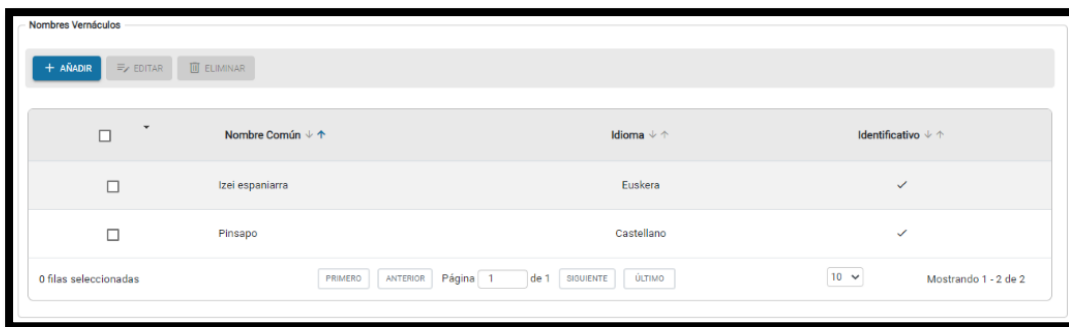 Nombres Vernáculos
+ AÑADIR EDITAR ELIMINAR
Nombre Común ↓ ↑ Idioma ↓ ↑ Identificativo ↓ ↑
Izei espaniarra Euskera ✓
Pinsapo Castellano ✓
0 filas seleccionadas PRIMERO ANTERIOR Página 1 de 1 SIGUIENTE ÚLTIMO 10 Mostrando 1 - 2 de 2